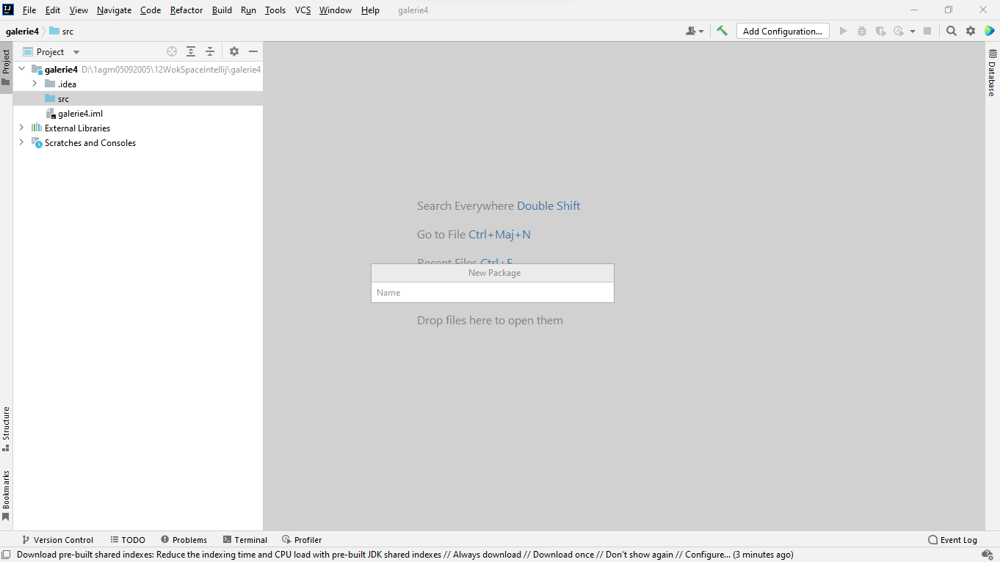 File Edit View Navigate Code Refactor Build Run Tools VCS Window Help galerie4
galerie4 src Add Configuration...
Project
Project
galerie4 D:\1agm05092005\12WokSpaceIntellij\galerie4
.idea
src
galerie4.iml
External Libraries
Scratches and Consoles
Structure
Bookmarks
Database
Search Everywhere Double Shift
Go to File Ctrl+Maj+N
Recent Files Ctrl+E
New Package
Name
Drop files here to open them
Version Control TODO Problems Terminal Profiler Event Log
Download pre-built shared indexes: Reduce the indexing time and CPU load with pre-built JDK shared indexes // Always download // Download once // Don't show again // Configure... (3 minutes ago)